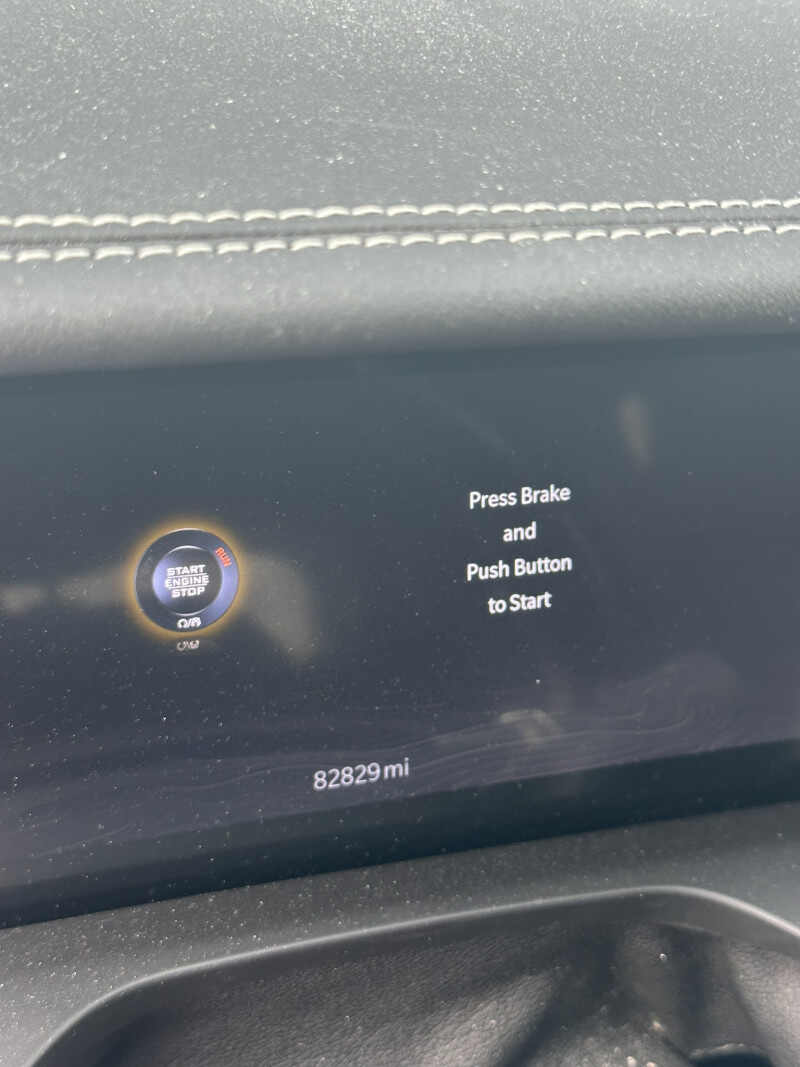 Press Brake
and
Push Button
to Start
START
ENGINE
STOP
RUN
82829 mi